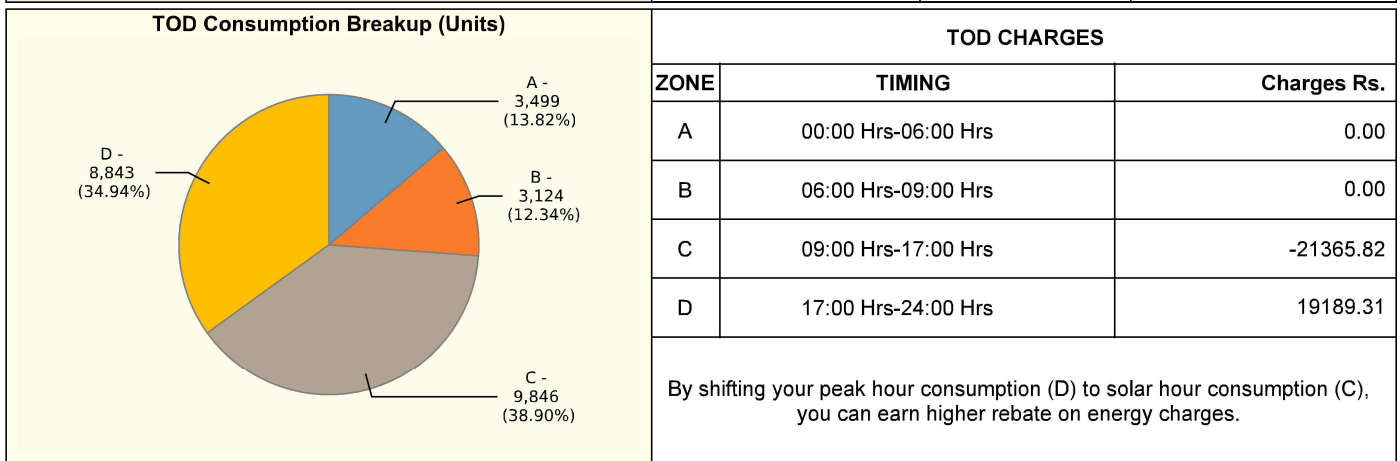 TOD Consumption Breakup (Units)
A -
3,499
(13.82%)
B -
3,124
(12.34%)
C -
9,846
(38.90%)
D -
8,843
(34.94%)
TOD CHARGES
ZONE TIMING Charges Rs.
A 00:00 Hrs-06:00 Hrs 0.00
B 06:00 Hrs-09:00 Hrs 0.00
C 09:00 Hrs-17:00 Hrs -21365.82
D 17:00 Hrs-24:00 Hrs 19189.31
By shifting your peak hour consumption (D) to solar hour consumption (C),
you can earn higher rebate on energy charges.